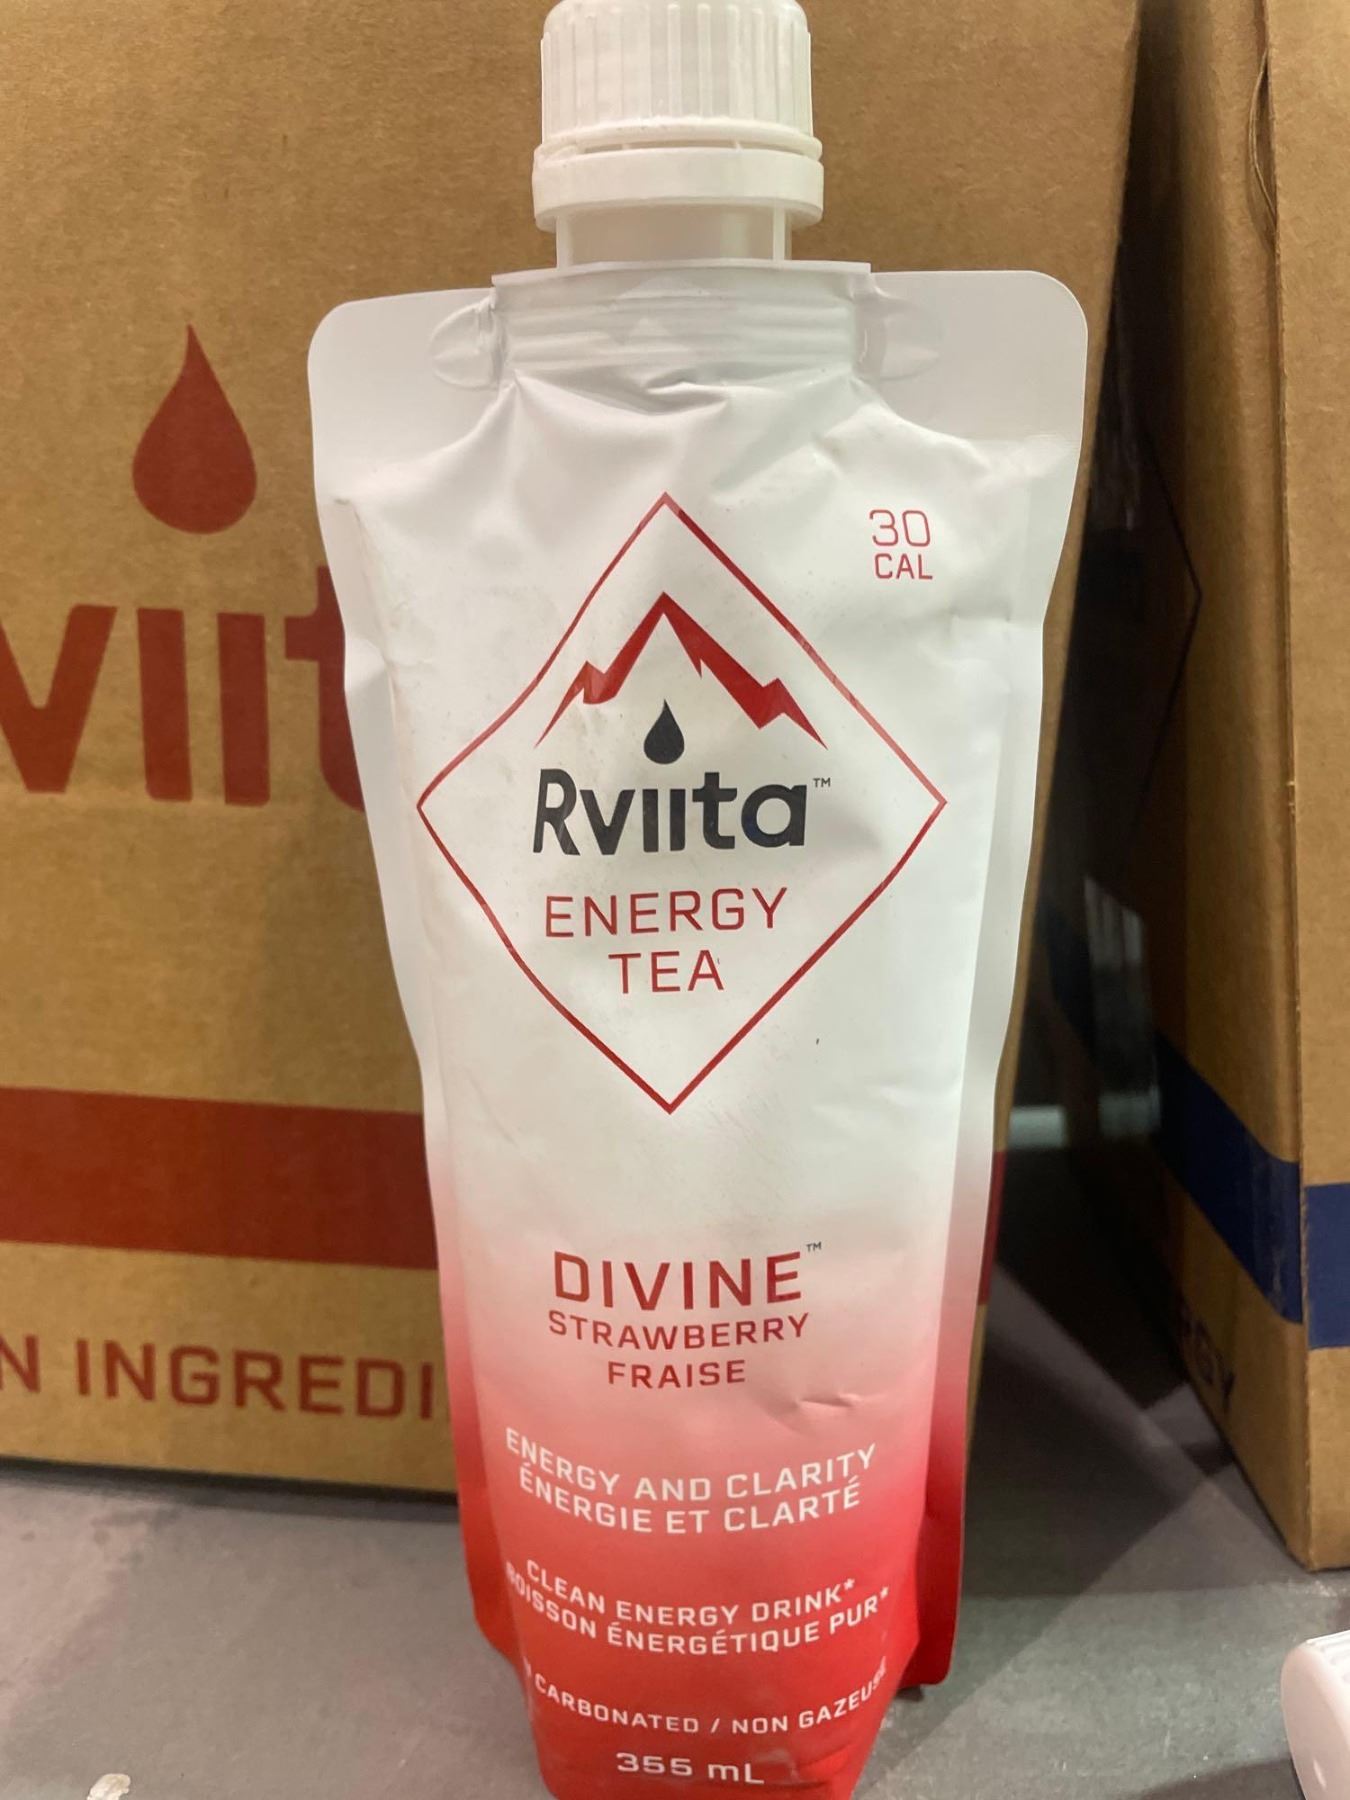 30
CAL
Rviita™
ENERGY
TEA
DIVINE™
STRAWBERRY
FRAISE
ENERGY AND CLARITY
ÉNERGIE ET CLARTÉ
CLEAN ENERGY DRINK*
BOISSON ÉNERGÉTIQUE PUR*
CARBONATED / NON GAZEUSE
355 mL